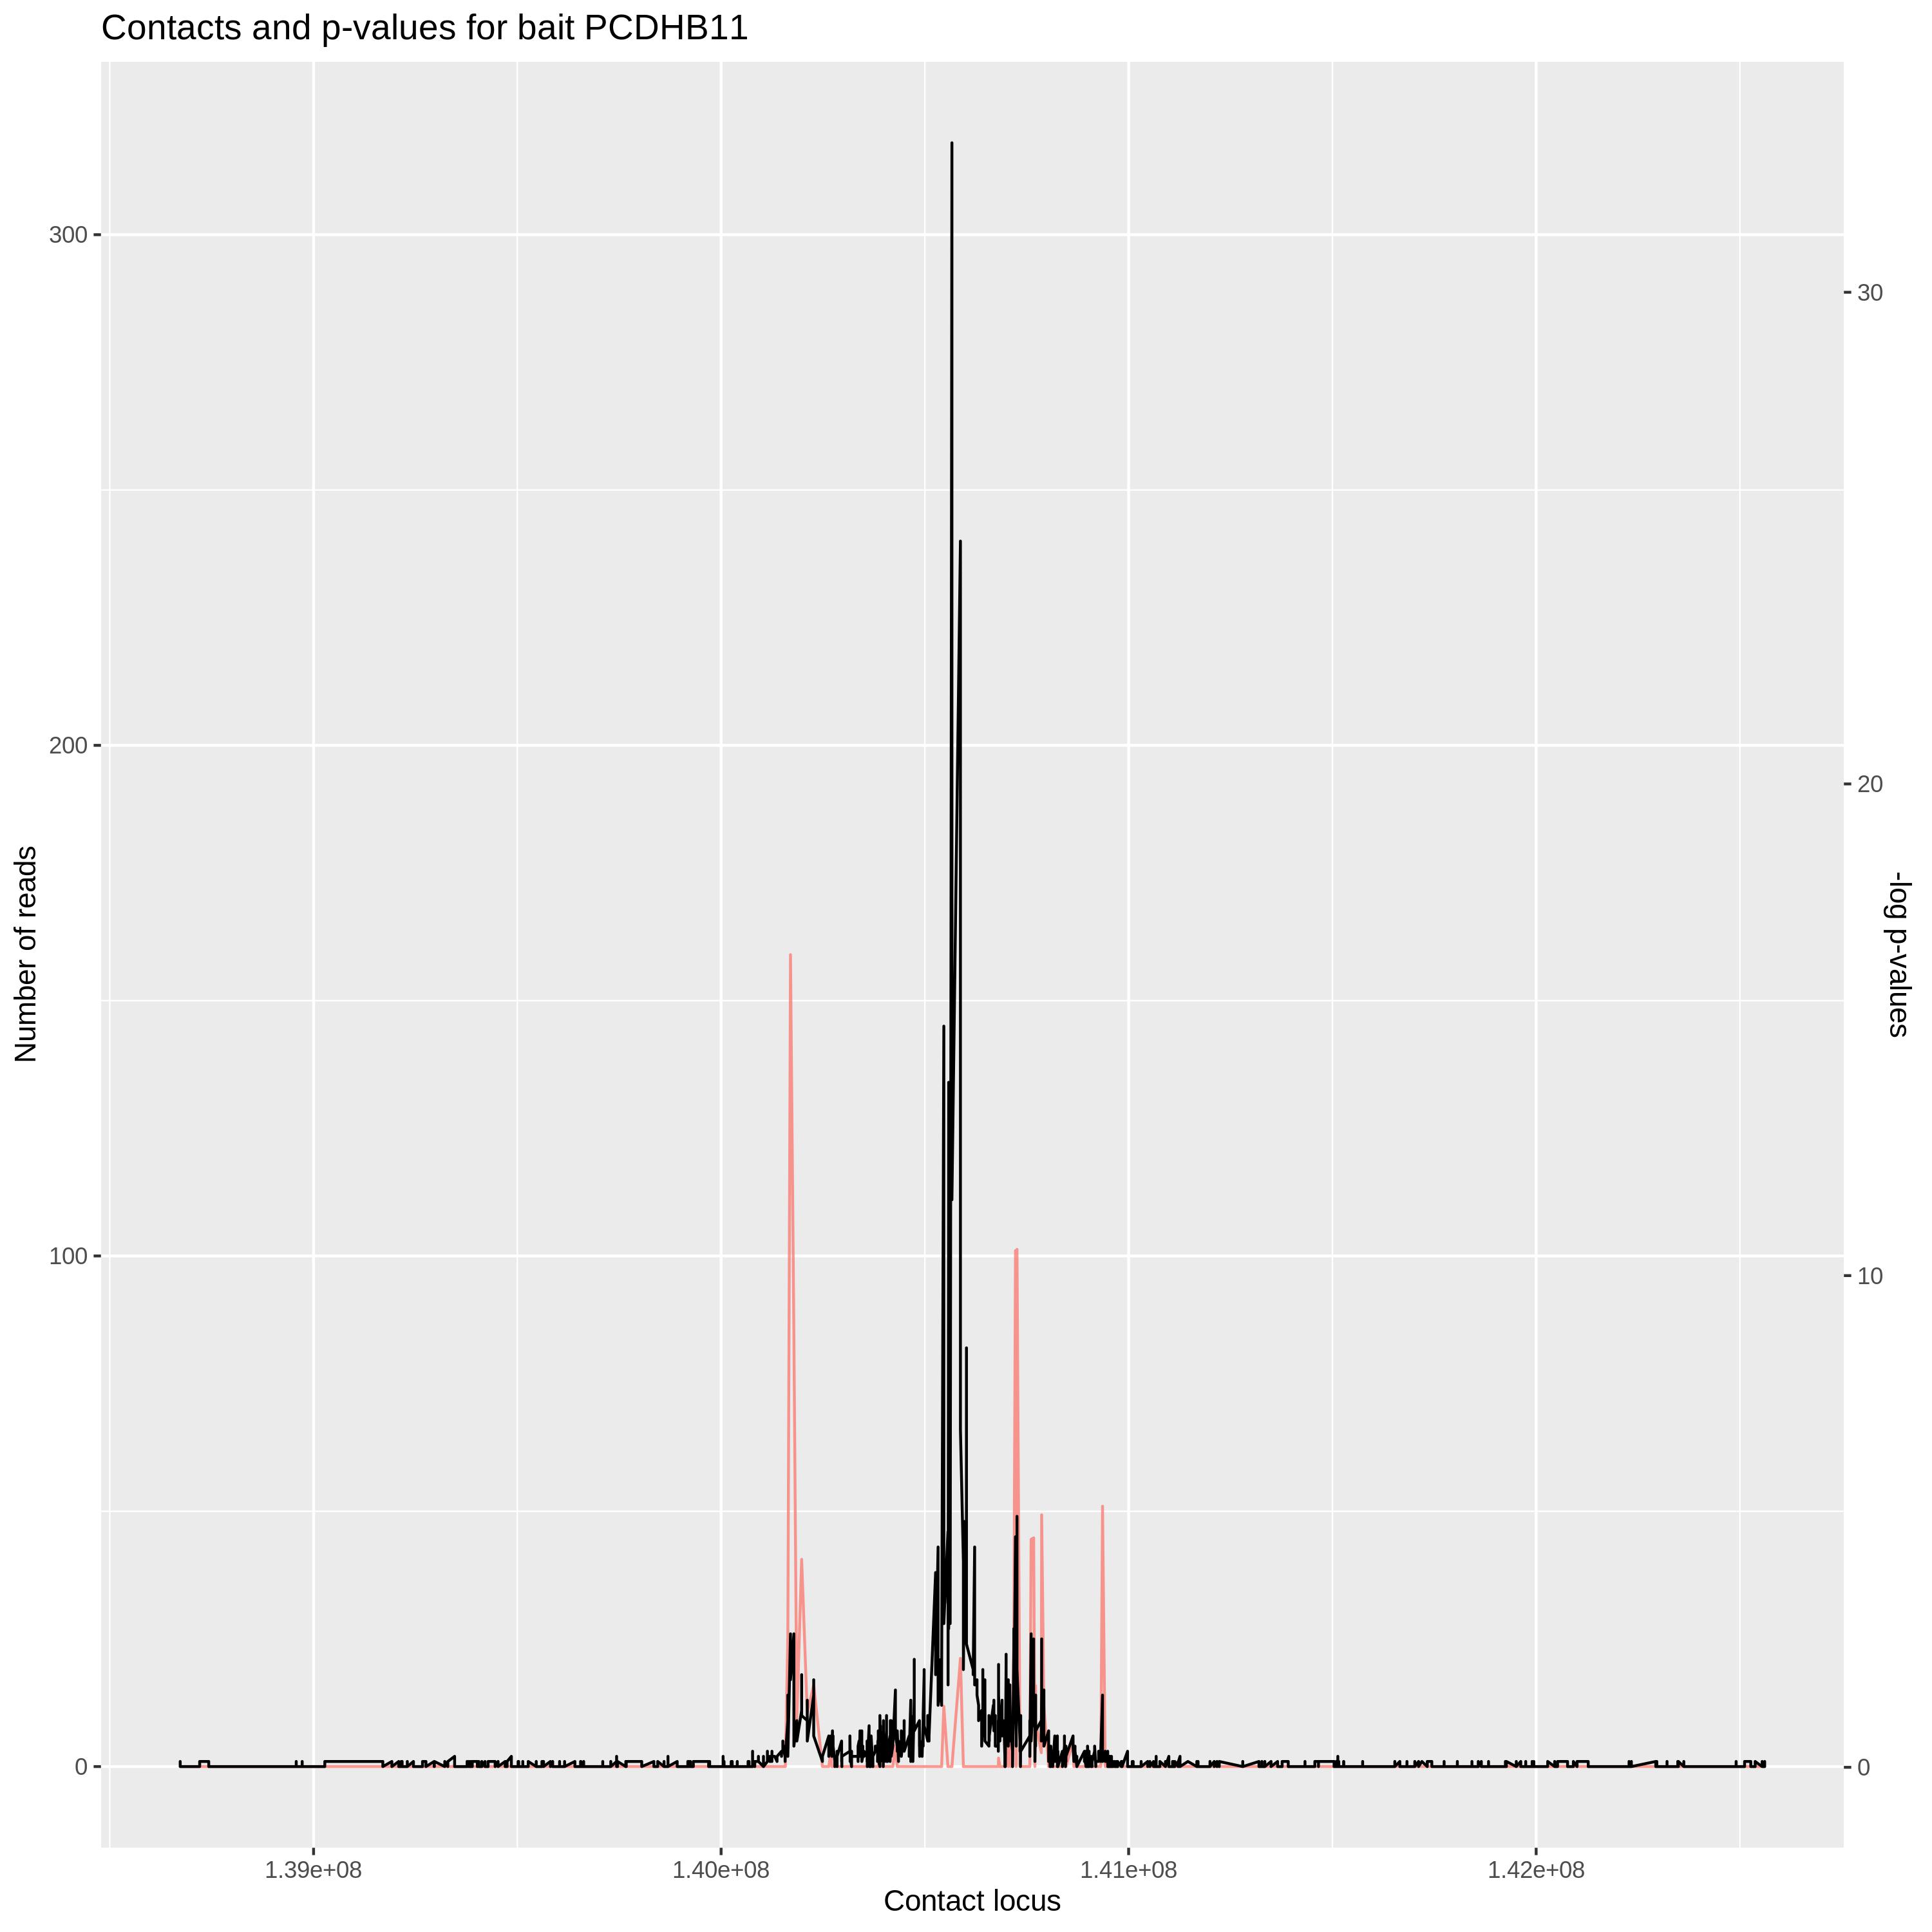 Contacts and p-values for bait PCDHB11
Number of reads
300
200
100
0
30
20
10
0
-log p-values
1.39e+08
1.40e+08
1.41e+08
1.42e+08
Contact locus